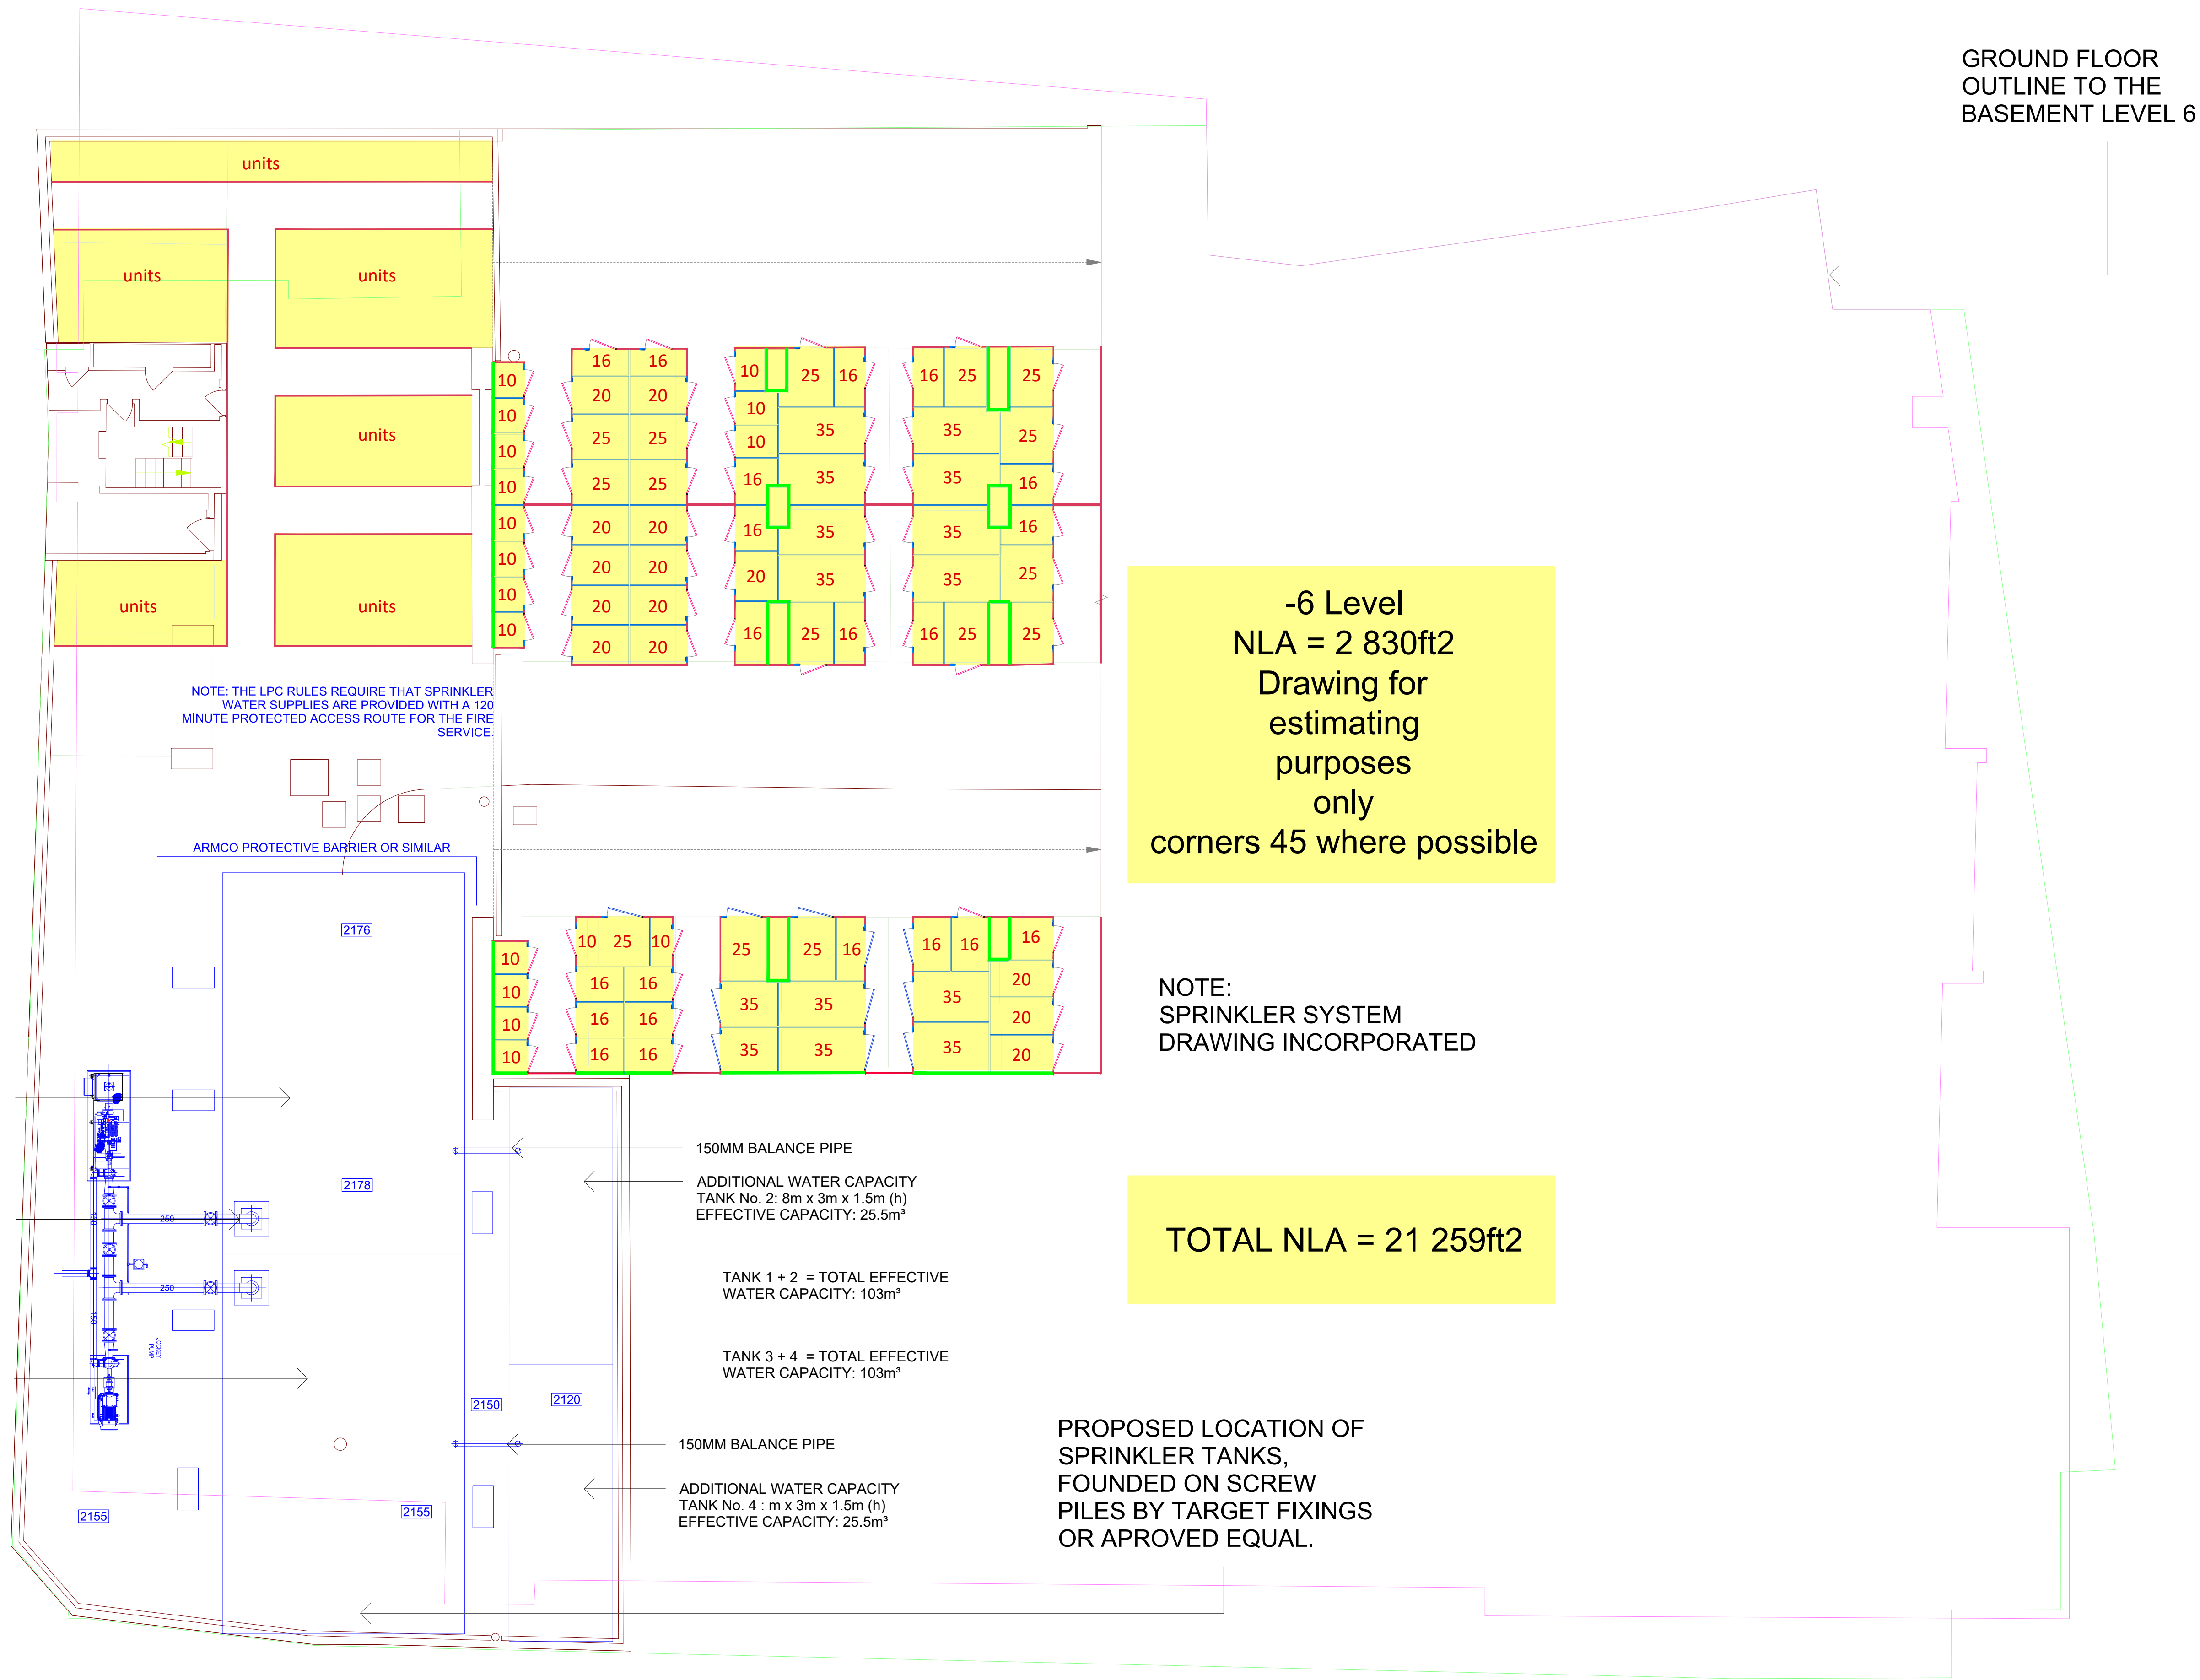 GROUND FLOOR
OUTLINE TO THE
BASEMENT LEVEL 6
units
units
units
units
units
units
10
10
10
10
10
10
10
10
16 16
20 20
25 25
25 25
20 20
20 20
20 20
20 20
10 25 16
10
35
10
35
16
16
35
20
35
16 25 16
16 25 25
35
25
35
16
35
16
35
25
16 25 25
-6 Level
NLA = 2 830ft2
Drawing for
estimating
purposes
only
corners 45 where possible
NOTE: THE LPC RULES REQUIRE THAT SPRINKLER
WATER SUPPLIES ARE PROVIDED WITH A 120
MINUTE PROTECTED ACCESS ROUTE FOR THE FIRE
SERVICE.
ARMCO PROTECTIVE BARRIER OR SIMILAR
2176
10
10
10
10
10 25 10
16 16
16 16
16 16
25 25 16
35 35
35 35
16 16 16
20
35
20
35
20
NOTE:
SPRINKLER SYSTEM
DRAWING INCORPORATED
150MM BALANCE PIPE
ADDITIONAL WATER CAPACITY
TANK No. 2: 8m x 3m x 1.5m (h)
EFFECTIVE CAPACITY: 25.5m³
2178
150
250
250
150
JOCKEY
PUMP
TOTAL NLA = 21 259ft2
TANK 1 + 2 = TOTAL EFFECTIVE
WATER CAPACITY: 103m³
TANK 3 + 4 = TOTAL EFFECTIVE
WATER CAPACITY: 103m³
2150
2120
150MM BALANCE PIPE
ADDITIONAL WATER CAPACITY
TANK No. 4 : m x 3m x 1.5m (h)
EFFECTIVE CAPACITY: 25.5m³
2155
2155
PROPOSED LOCATION OF
SPRINKLER TANKS,
FOUNDED ON SCREW
PILES BY TARGET FIXINGS
OR APROVED EQUAL.